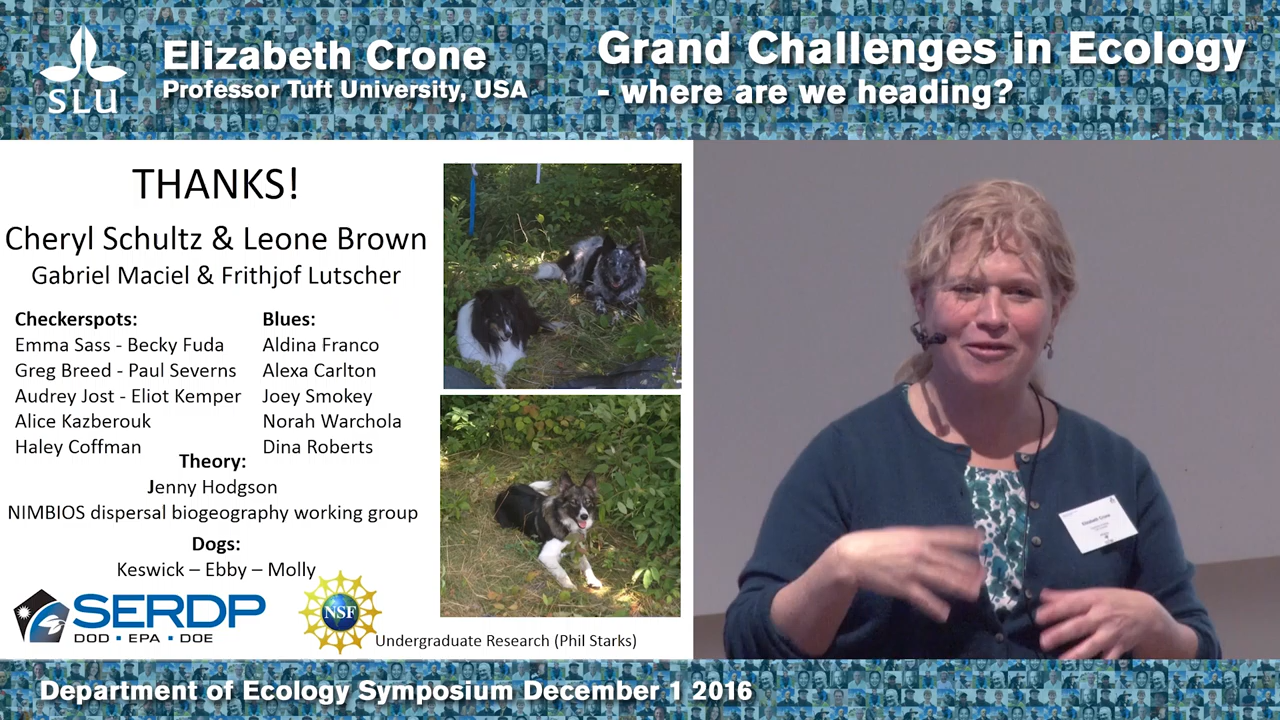 SLU
Elizabeth Crone
Professor Tuft University, USA
Grand Challenges in Ecology
- where are we heading?
THANKS!
Cheryl Schultz & Leone Brown
Gabriel Maciel & Frithjof Lutscher
Checkerspots:
Emma Sass - Becky Fuda
Greg Breed - Paul Severns
Audrey Jost - Eliot Kemper
Alice Kazberouk
Haley Coffman
Blues:
Aldina Franco
Alexa Carlton
Joey Smokey
Norah Warchola
Dina Roberts
Theory:
Jenny Hodgson
NIMBIOS dispersal biogeography working group
Dogs:
Keswick – Ebby – Molly
SERDP
DOD • EPA • DOE
NSF
Undergraduate Research (Phil Starks)
Elizabeth Crone
Department of Ecology Symposium December 1 2016